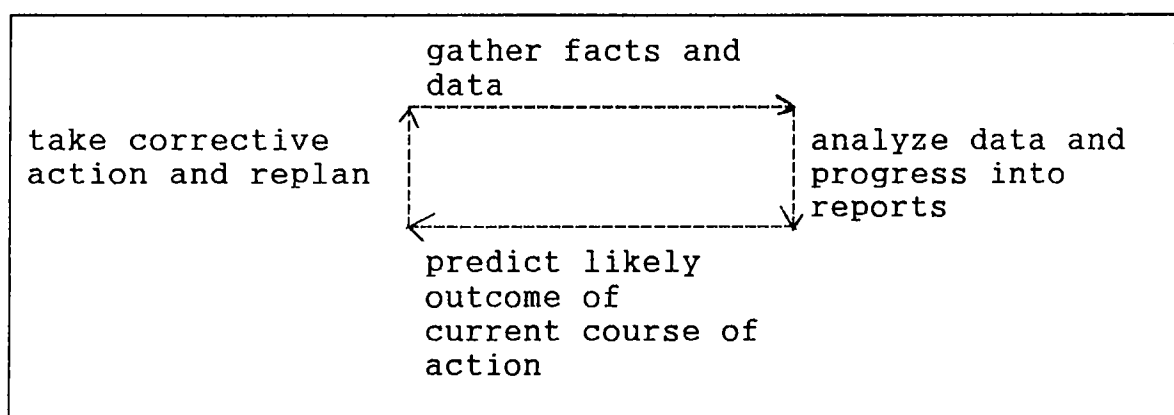 gather facts and
data
take corrective
action and replan
analyze data and
progress into
reports
predict likely
outcome of
current course of
action